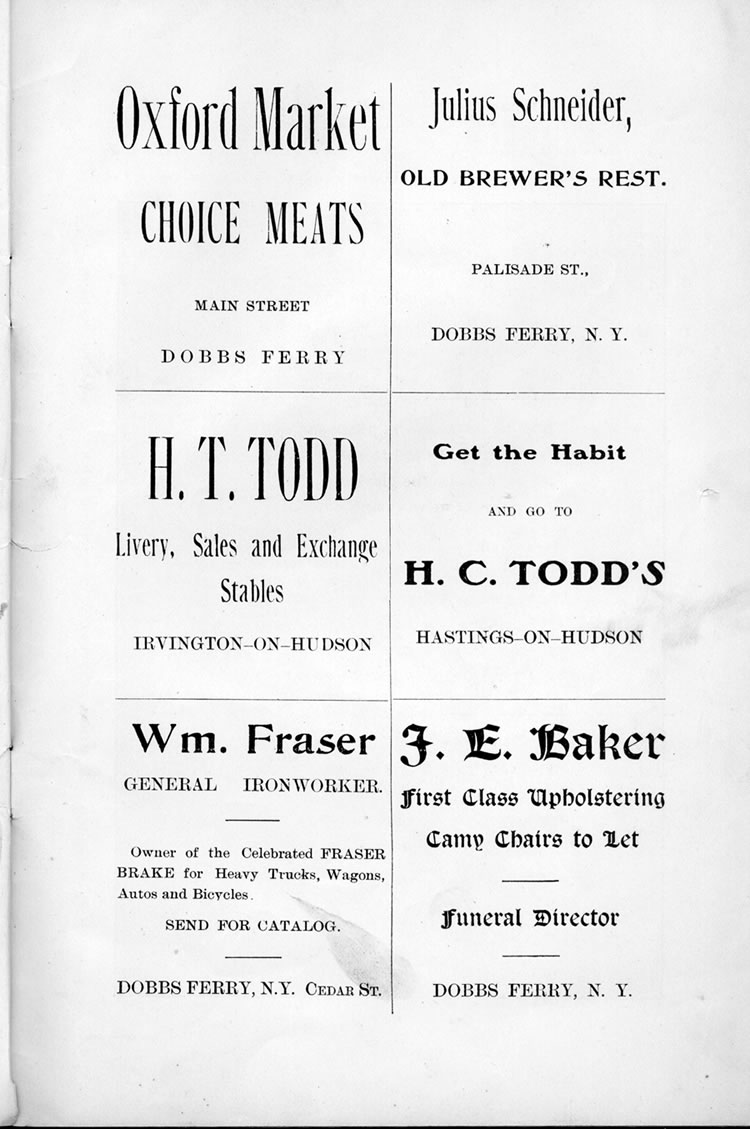 Oxford Market
CHOICE MEATS
MAIN STREET
DOBBS FERRY
Julius Schneider,
OLD BREWER'S REST.
PALISADE ST.,
DOBBS FERRY, N. Y.
H. T. TODD
Livery, Sales and Exchange
Stables
IRVINGTON-ON-HUDSON
Get the Habit
AND GO TO
H. C. TODD'S
HASTINGS-ON-HUDSON
Wm. Fraser
GENERAL IRONWORKER.
Owner of the Celebrated FRASER
BRAKE for Heavy Trucks, Wagons,
Autos and Bicycles.
SEND FOR CATALOG.
DOBBS FERRY, N.Y. CEDAR ST.
J. E. Baker
First Class Upholstering
Camp Chairs to Let
Funeral Director
DOBBS FERRY, N. Y.